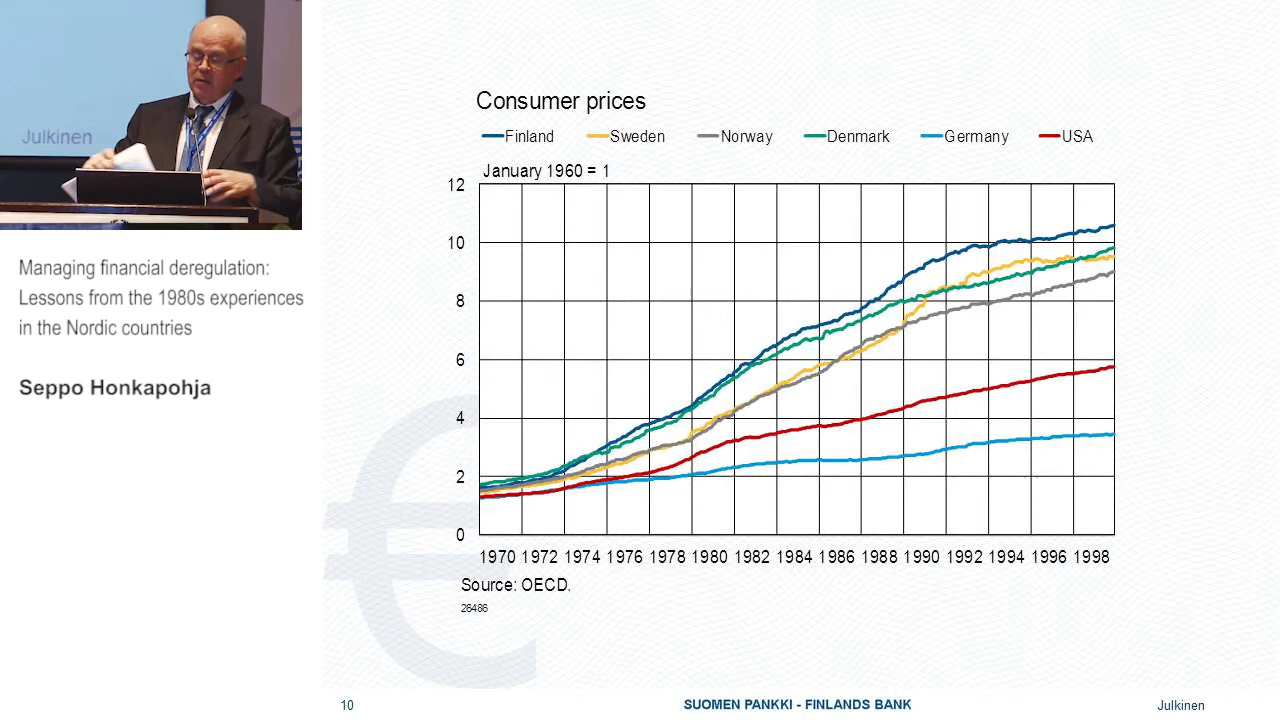 Julkinen
Managing financial deregulation:
Lessons from the 1980s experiences
in the Nordic countries
Seppo Honkapohja
Consumer prices
Finland Sweden Norway Denmark Germany USA
January 1960 = 1
12
10
8
6
4
2
0
1970 1972 1974 1976 1978 1980 1982 1984 1986 1988 1990 1992 1994 1996 1998
Source: OECD.
26486
10 SUOMEN PANKKI - FINLANDS BANK Julkinen